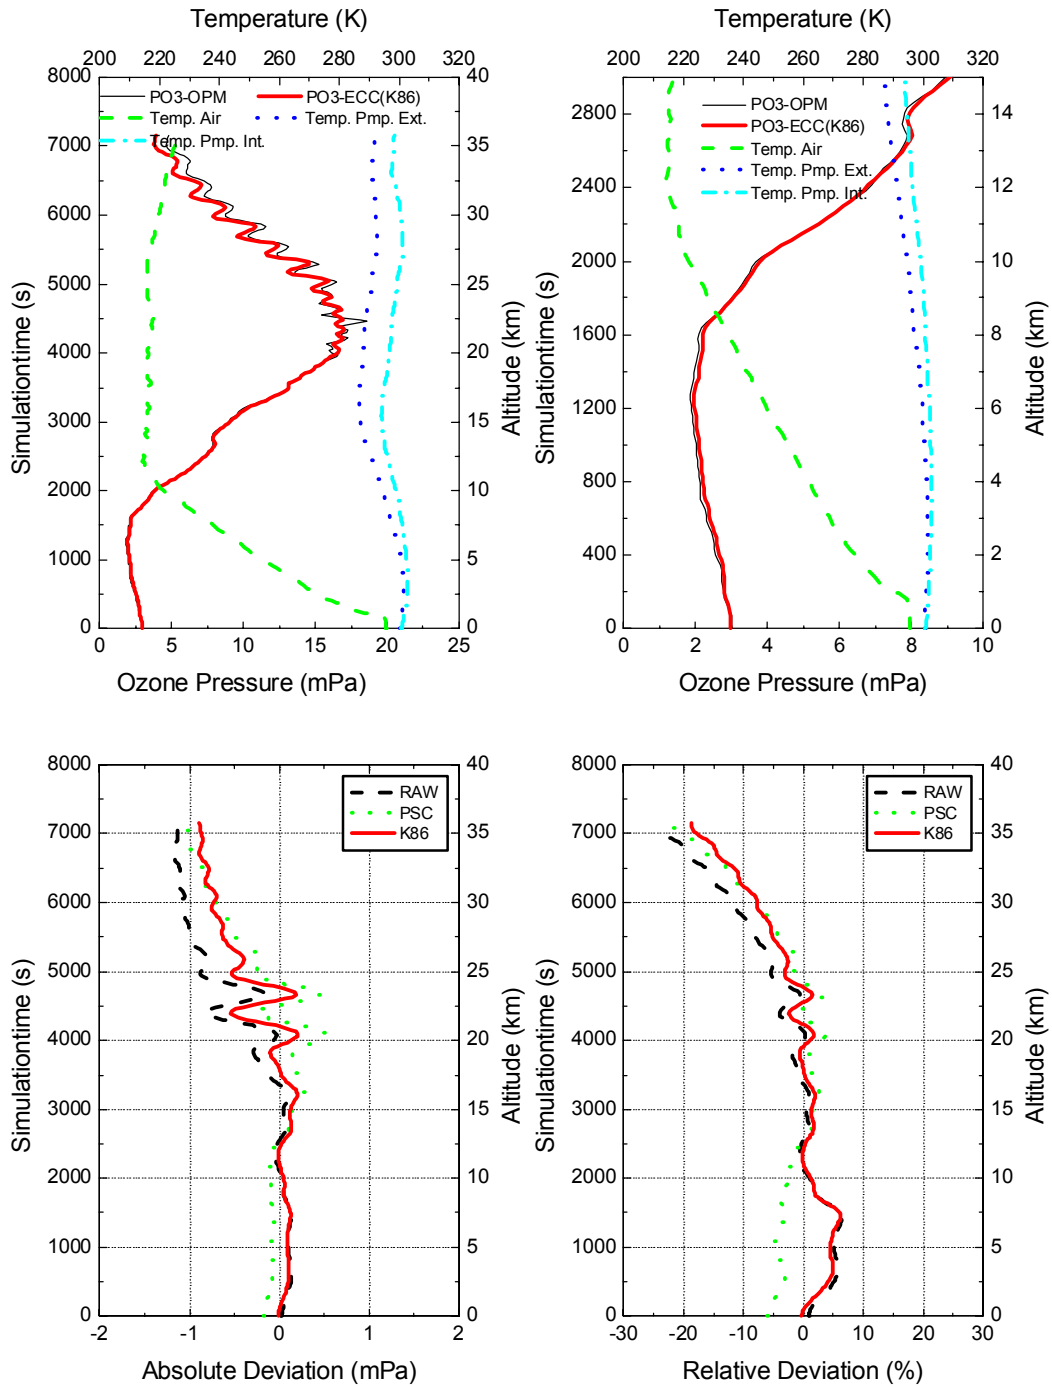 Temperature (K)
200 220 240 260 280 300 320
8000
7000
6000
5000
4000
3000
2000
1000
0
Simulationtime (s)
PO3-OPM
PO3-ECC(K86)
Temp. Air
Temp. Pmp. Ext.
Temp. Pmp. Int.
40
35
30
25
20
15
10
5
0
Altitude (km)
0 5 10 15 20 25
Ozone Pressure (mPa)
Temperature (K)
200 220 240 260 280 300 320
2800
2400
2000
1600
1200
800
400
0
Simulationtime (s)
PO3-OPM
PO3-ECC(K86)
Temp. Air
Temp. Pmp. Ext.
Temp. Pmp. Int.
14
12
10
8
6
4
2
0
Altitude (km)
0 2 4 6 8 10
Ozone Pressure (mPa)
8000
7000
6000
5000
4000
3000
2000
1000
0
Simulationtime (s)
RAW
PSC
K86
40
35
30
25
20
15
10
5
0
Altitude (km)
-2 -1 0 1 2
Absolute Deviation (mPa)
8000
7000
6000
5000
4000
3000
2000
1000
0
Simulationtime (s)
RAW
PSC
K86
40
35
30
25
20
15
10
5
0
Altitude (km)
-30 -20 -10 0 10 20 30
Relative Deviation (%)